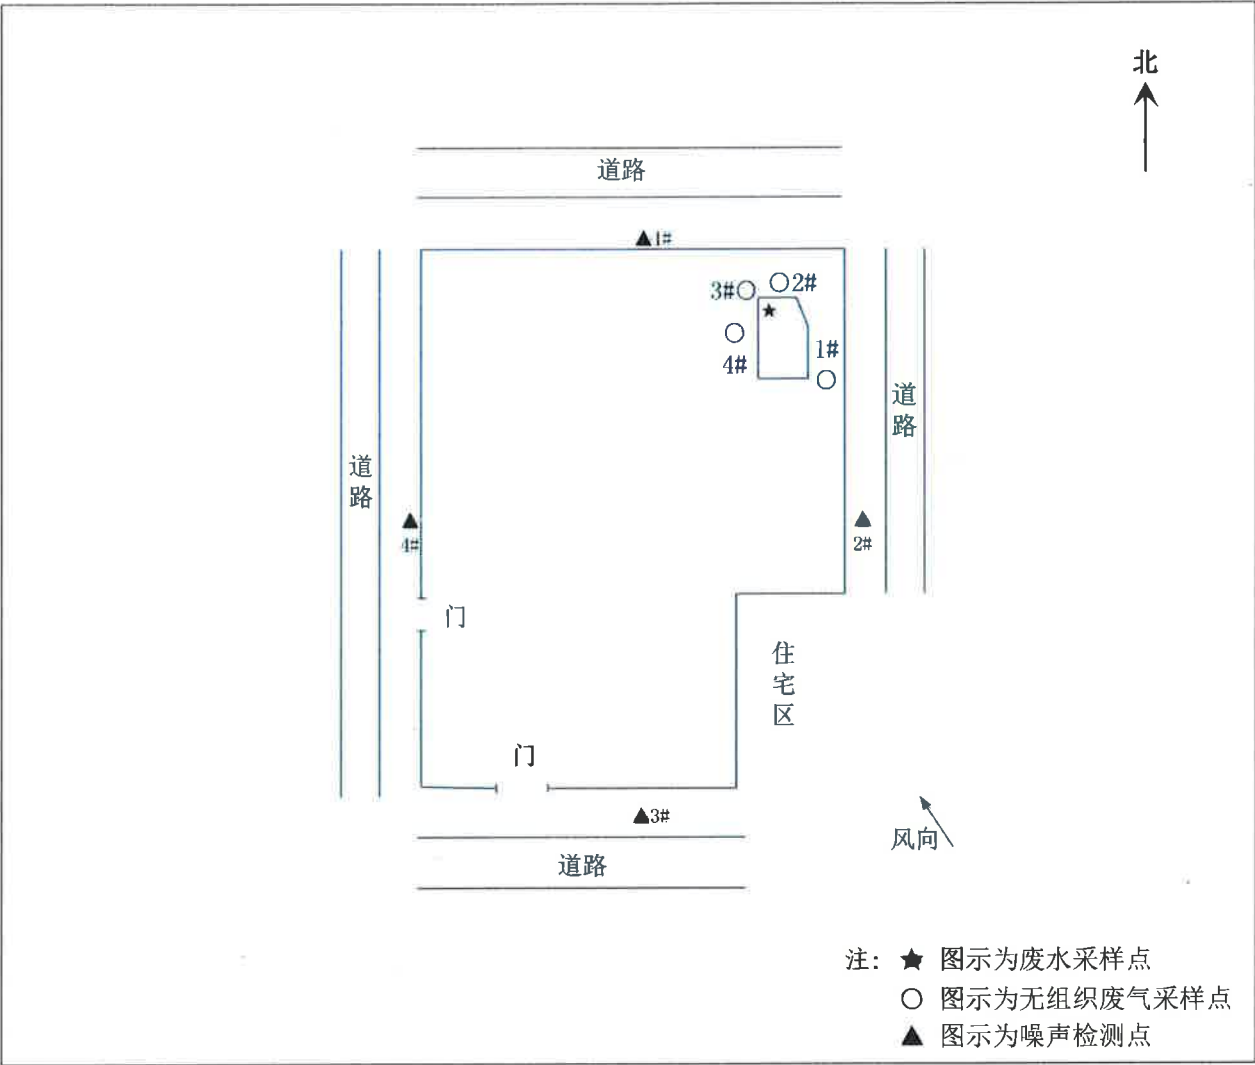 北
道路
▲1#
3#○ ○2#
★
○
4#
1#
○
道路
道路
▲
4#
▲
2#
门
住宅区
门
▲3#
风向
道路
注: ★ 图示为废水采样点
○ 图示为无组织废气采样点
▲ 图示为噪声检测点